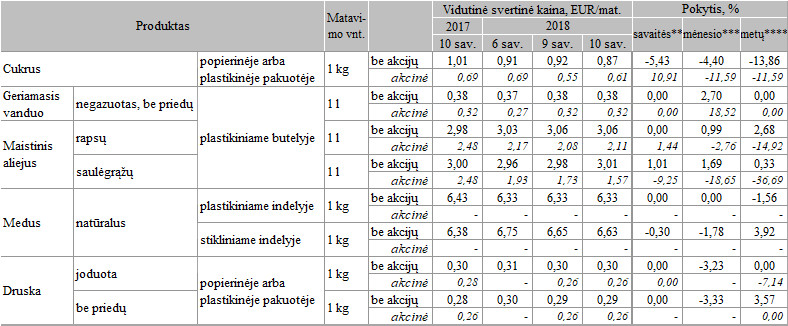 Produktas Matavi-mo vnt. Vidutinė svertinė kaina, EUR/mat. Pokytis, %
2017 2018 savaitės** mėnesio*** metų****
10 sav. 6 sav. 9 sav. 10 sav.
Cukrus popierinėje arba plastikinėje pakuotėje 1 kg be akcijų 1,01 0,91 0,92 0,87 -5,43 -4,40 -13,86
akcinė 0,69 0,69 0,55 0,61 10,91 -11,59 -11,59
Geriamasis vanduo negazuotas, be priedų plastikiniame butelyje 1 l be akcijų 0,38 0,37 0,38 0,38 0,00 2,70 0,00
akcinė 0,32 0,27 0,32 0,32 0,00 18,52 0,00
Maistinis aliejus rapsų 1 l be akcijų 2,98 3,03 3,06 3,06 0,00 0,99 2,68
akcinė 2,48 2,17 2,08 2,11 1,44 -2,76 -14,92
saulėgrąžų 1 l be akcijų 3,00 2,96 2,98 3,01 1,01 1,69 0,33
akcinė 2,48 1,93 1,73 1,57 -9,25 -18,65 -36,69
Medus natūralus plastikiniame indelyje 1 kg be akcijų 6,43 6,33 6,33 6,33 0,00 0,00 -1,56
akcinė - - - - - - -
stikliniame indelyje 1 kg be akcijų 6,38 6,75 6,65 6,63 -0,30 -1,78 3,92
akcinė - - - - - - -
Druska joduota popierinėje arba plastikinėje pakuotėje 1 kg be akcijų 0,30 0,31 0,30 0,30 0,00 -3,23 0,00
akcinė 0,28 - 0,26 0,26 0,00 - -7,14
be priedų 1 kg be akcijų 0,28 0,30 0,29 0,29 0,00 -3,33 3,57
akcinė 0,26 - 0,26 0,26 - - 0,00